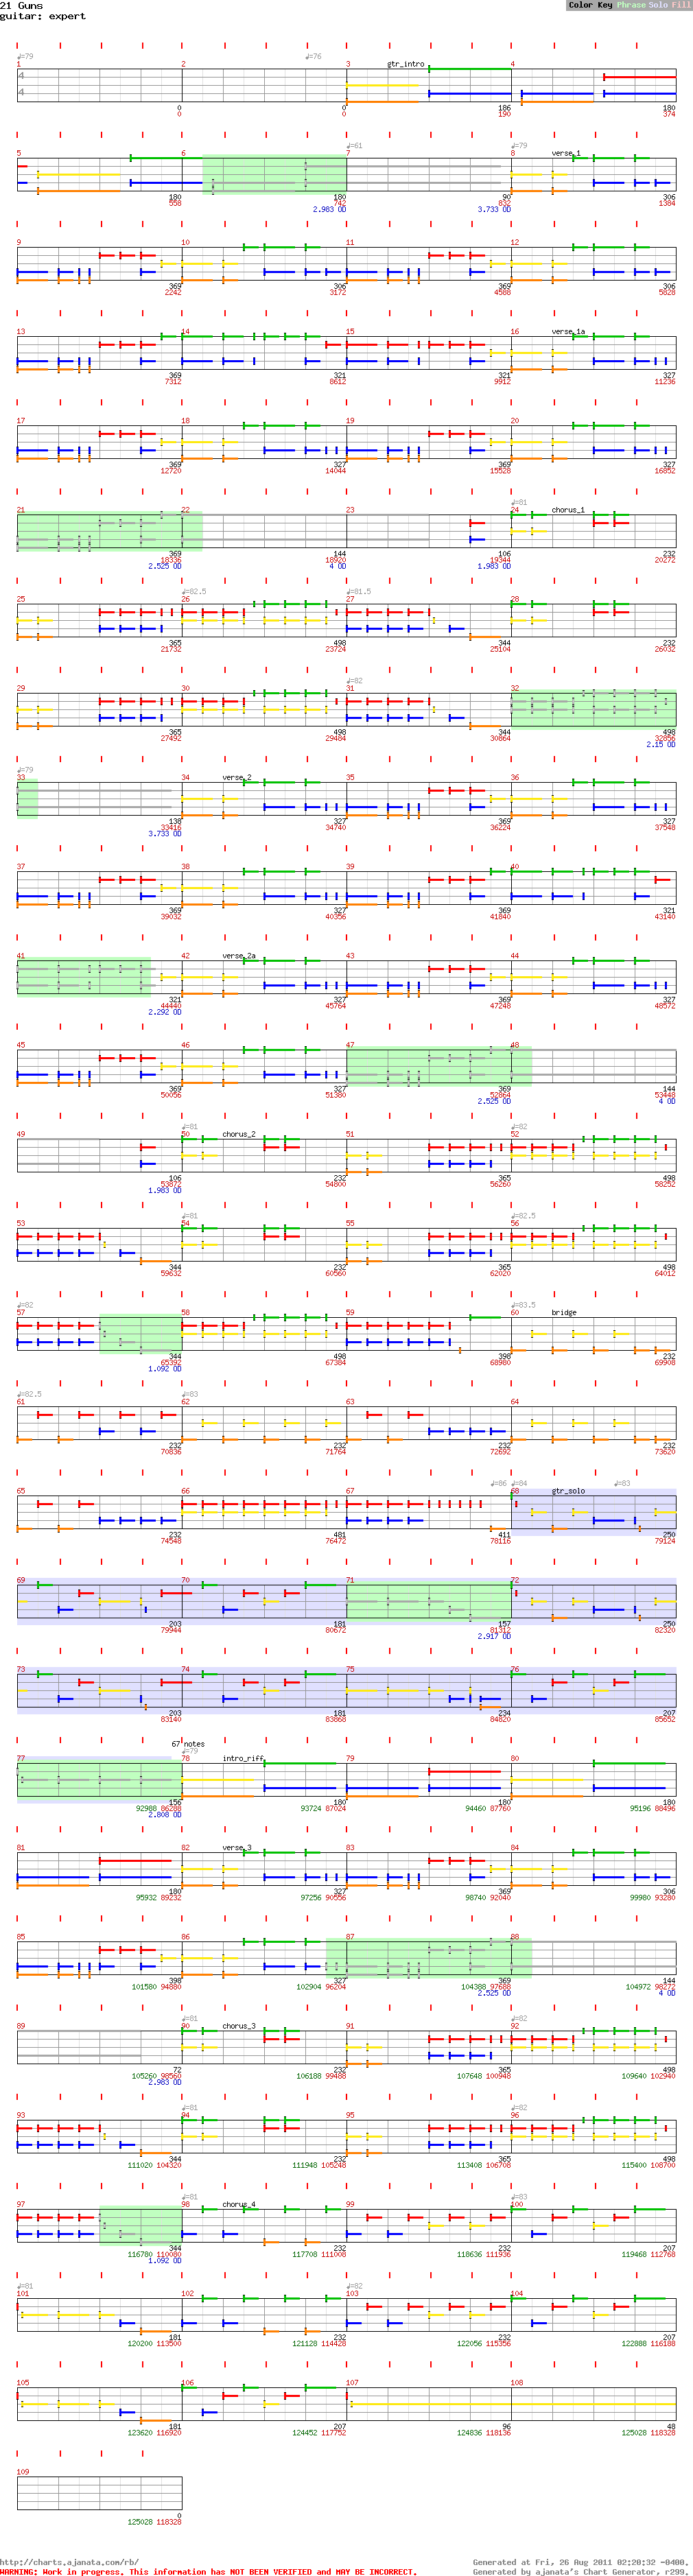 21 Guns
guitar: expert
Color Key Phrase Solo Fill
♩=79 ♩=76
1 2 3 gtr_intro 4
0 0 186 180
0 0 190 374
♩=61 ♩=79
5 6 7 8 verse_1
180 180 90 306
558 742 832 1384
2.983 OD 3.733 OD
9 10 11 12
369 306 369 306
2242 3172 4588 5828
13 14 15 16 verse_1a
369 321 321 327
7312 8612 9912 11236
17 18 19 20
369 327 369 327
12720 14044 15528 16852
♩=81
21 22 23 24 chorus_1
369 144 106 232
18336 18920 19344 20272
2.525 OD 4 OD 1.983 OD
♩=82.5 ♩=81.5
25 26 27 28
365 498 344 232
21732 23724 25104 26032
♩=82
29 30 31 32
365 498 344 498
27492 29484 30864 32856
2.15 OD
♩=79
33 34 verse_2 35 36
138 327 369 327
33416 34740 36224 37548
3.733 OD
37 38 39 40
369 327 369 321
39032 40356 41840 43140
41 42 verse_2a 43 44
321 327 369 327
44440 45764 47248 48572
2.292 OD
45 46 47 48
369 327 369 144
50056 51380 52864 53448
2.525 OD 4 OD
♩=81 ♩=82
49 50 chorus_2 51 52
106 232 365 498
53872 54800 56260 58252
1.983 OD
♩=81 ♩=82.5
53 54 55 56
344 232 365 498
59632 60560 62020 64012
♩=82 ♩=83.5
57 58 59 60 bridge
344 498 398 232
65392 67384 68980 69908
1.092 OD
♩=82.5 ♩=83
61 62 63 64
232 232 232 232
70836 71764 72692 73620
♩=86 ♩=84 ♩=83
65 66 67 68 gtr_solo
232 481 411 250
74548 76472 78116 79124
69 70 71 72
203 181 157 250
79944 80672 81312 82320
2.917 OD
73 74 75 76
203 181 234 207
83140 83868 84820 85652
67 notes
♩=79
77 78 intro_riff 79 80
156 180 180 180
92988 86288 93724 87024 94460 87760 95196 88496
2.808 OD
81 82 verse_3 83 84
180 327 369 306
95932 89232 97256 90556 98740 92040 99980 93280
85 86 87 88
398 327 369 144
101580 94880 102904 96204 104388 97688 104972 98272
2.525 OD 4 OD
♩=81 ♩=82
89 90 chorus_3 91 92
72 232 365 498
105260 98560 106188 99488 107648 100948 109640 102940
2.983 OD
♩=81 ♩=82
93 94 95 96
344 232 365 498
111020 104320 111948 105248 113408 106708 115400 108700
♩=81 ♩=83
97 98 chorus_4 99 100
344 232 232 207
116780 110080 117708 111008 118636 111936 119468 112768
1.092 OD
♩=81 ♩=82
101 102 103 104
181 232 232 207
120200 113500 121128 114428 122056 115356 122888 116188
105 106 107 108
181 207 96 48
123620 116920 124452 117752 124836 118136 125028 118328
109
0
125028 118328
http://charts.ajanata.com/rb/ Generated at Fri, 26 Aug 2011 02:20:32 -0400.
WARNING: Work in progress. This information has NOT BEEN VERIFIED and MAY BE INCORRECT. Generated by ajanata's Chart Generator, r299.